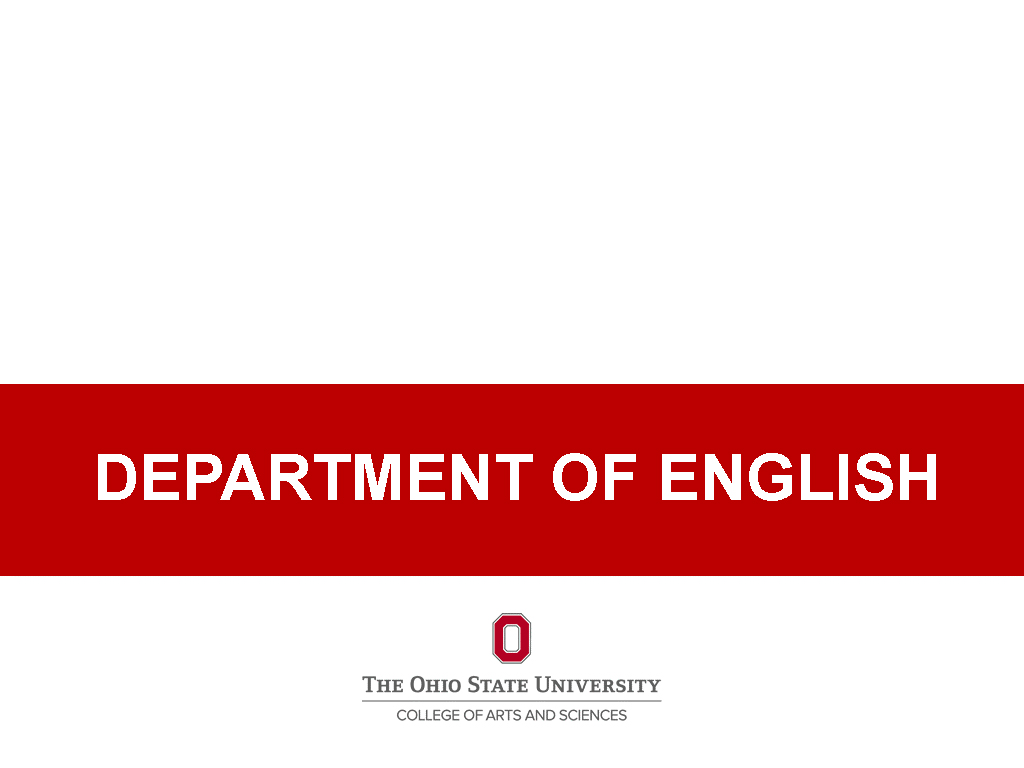 DEPARTMENT OF ENGLISH
THE OHIO STATE UNIVERSITY
COLLEGE OF ARTS AND SCIENCES